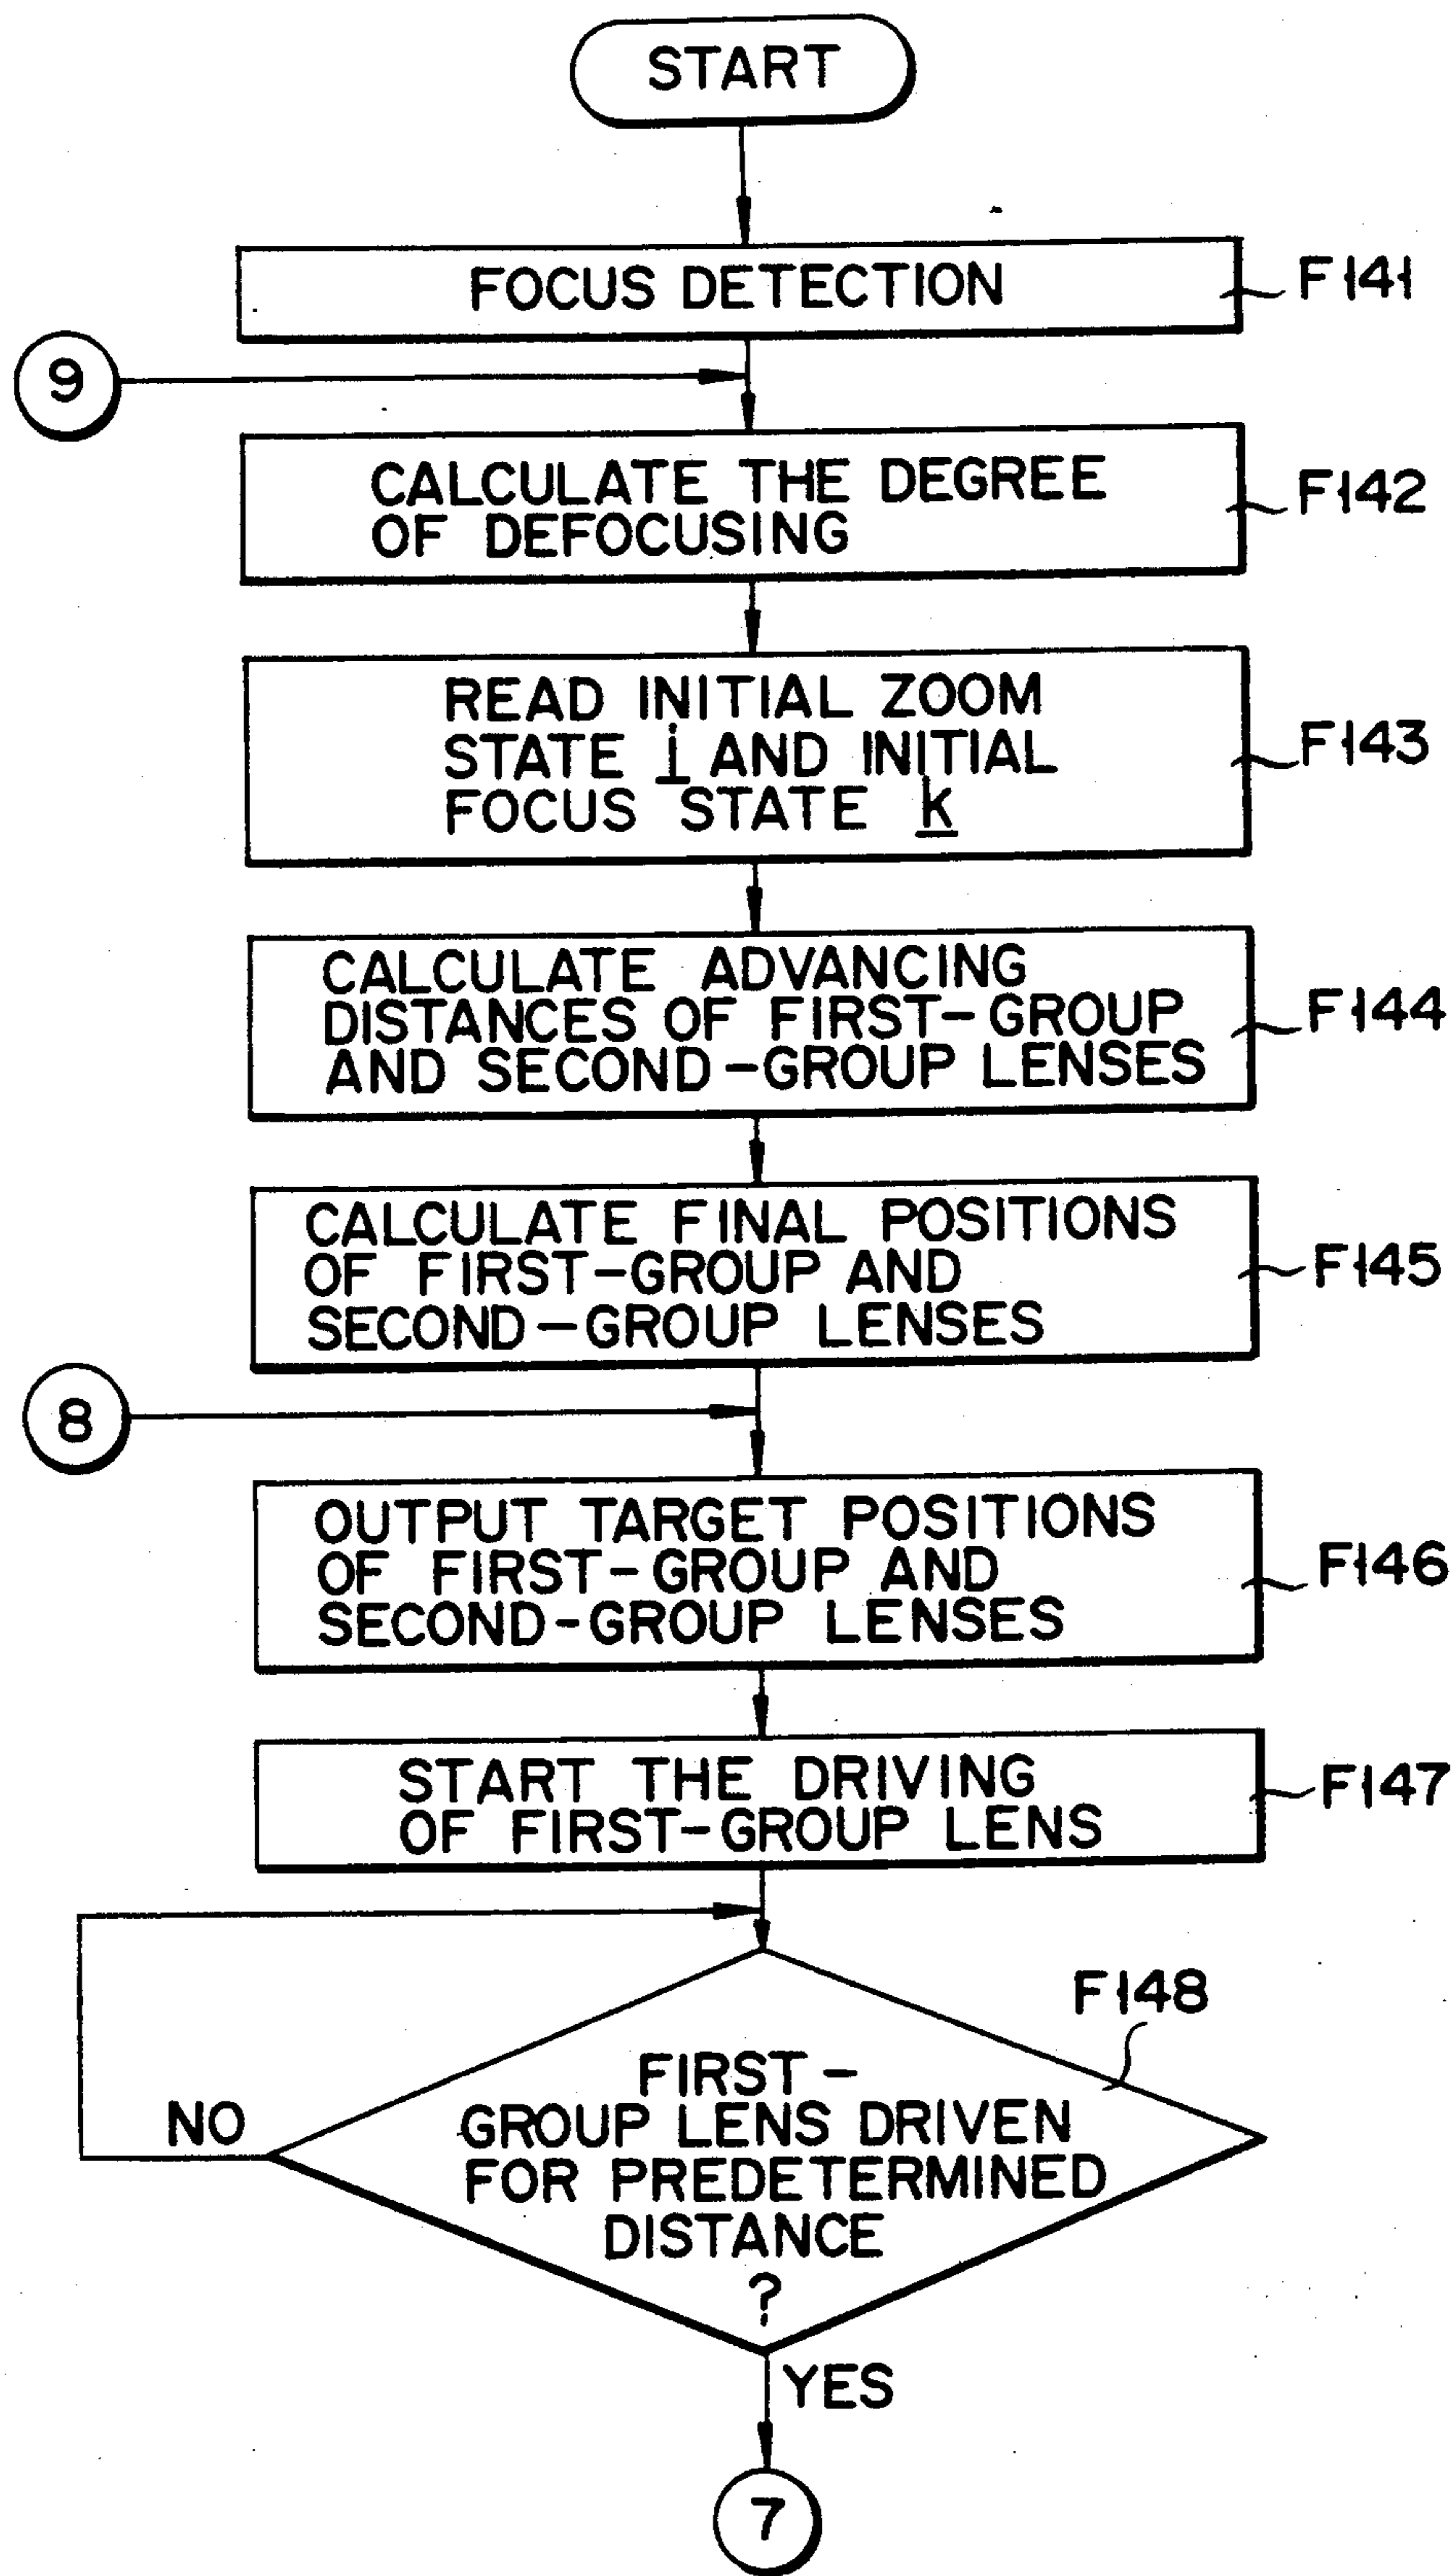 START
FOCUS DETECTION
F141
9
CALCULATE THE DEGREE
OF DEFOCUSING
F142
READ INITIAL ZOOM
STATE i AND INITIAL
FOCUS STATE k
F143
CALCULATE ADVANCING
DISTANCES OF FIRST-GROUP
AND SECOND-GROUP LENSES
F144
CALCULATE FINAL POSITIONS
OF FIRST-GROUP AND
SECOND-GROUP LENSES
F145
8
OUTPUT TARGET POSITIONS
OF FIRST-GROUP AND
SECOND-GROUP LENSES
F146
START THE DRIVING
OF FIRST-GROUP LENS
F147
F148
FIRST-
GROUP LENS DRIVEN
FOR PREDETERMINED
DISTANCE
?
NO
YES
7